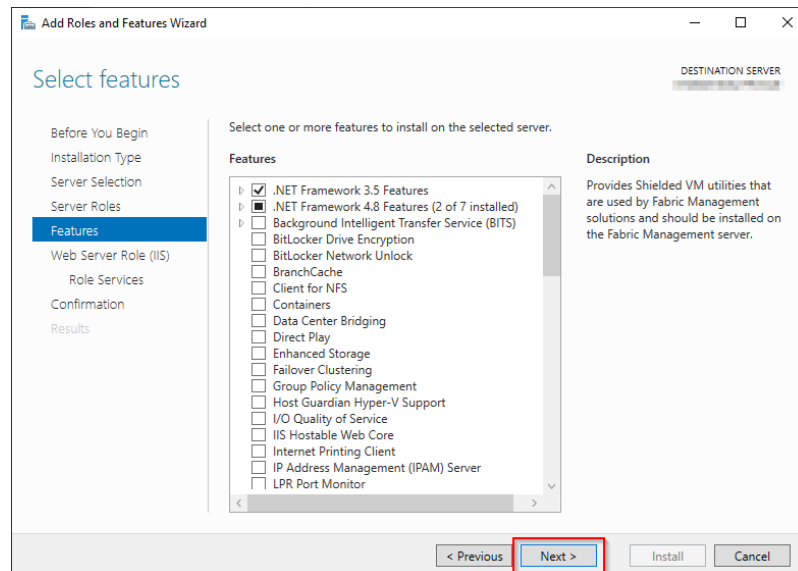 Add Roles and Features Wizard
Select features
DESTINATION SERVER
Before You Begin
Installation Type
Server Selection
Server Roles
Features
Web Server Role (IIS)
Role Services
Confirmation
Results
Select one or more features to install on the selected server.
Features
.NET Framework 3.5 Features
.NET Framework 4.8 Features (2 of 7 installed)
Background Intelligent Transfer Service (BITS)
BitLocker Drive Encryption
BitLocker Network Unlock
BranchCache
Client for NFS
Containers
Data Center Bridging
Direct Play
Enhanced Storage
Failover Clustering
Group Policy Management
Host Guardian Hyper-V Support
I/O Quality of Service
IIS Hostable Web Core
Internet Printing Client
IP Address Management (IPAM) Server
LPR Port Monitor
Description
Provides Shielded VM utilities that
are used by Fabric Management
solutions and should be installed on
the Fabric Management server.
< Previous
Next >
Install
Cancel